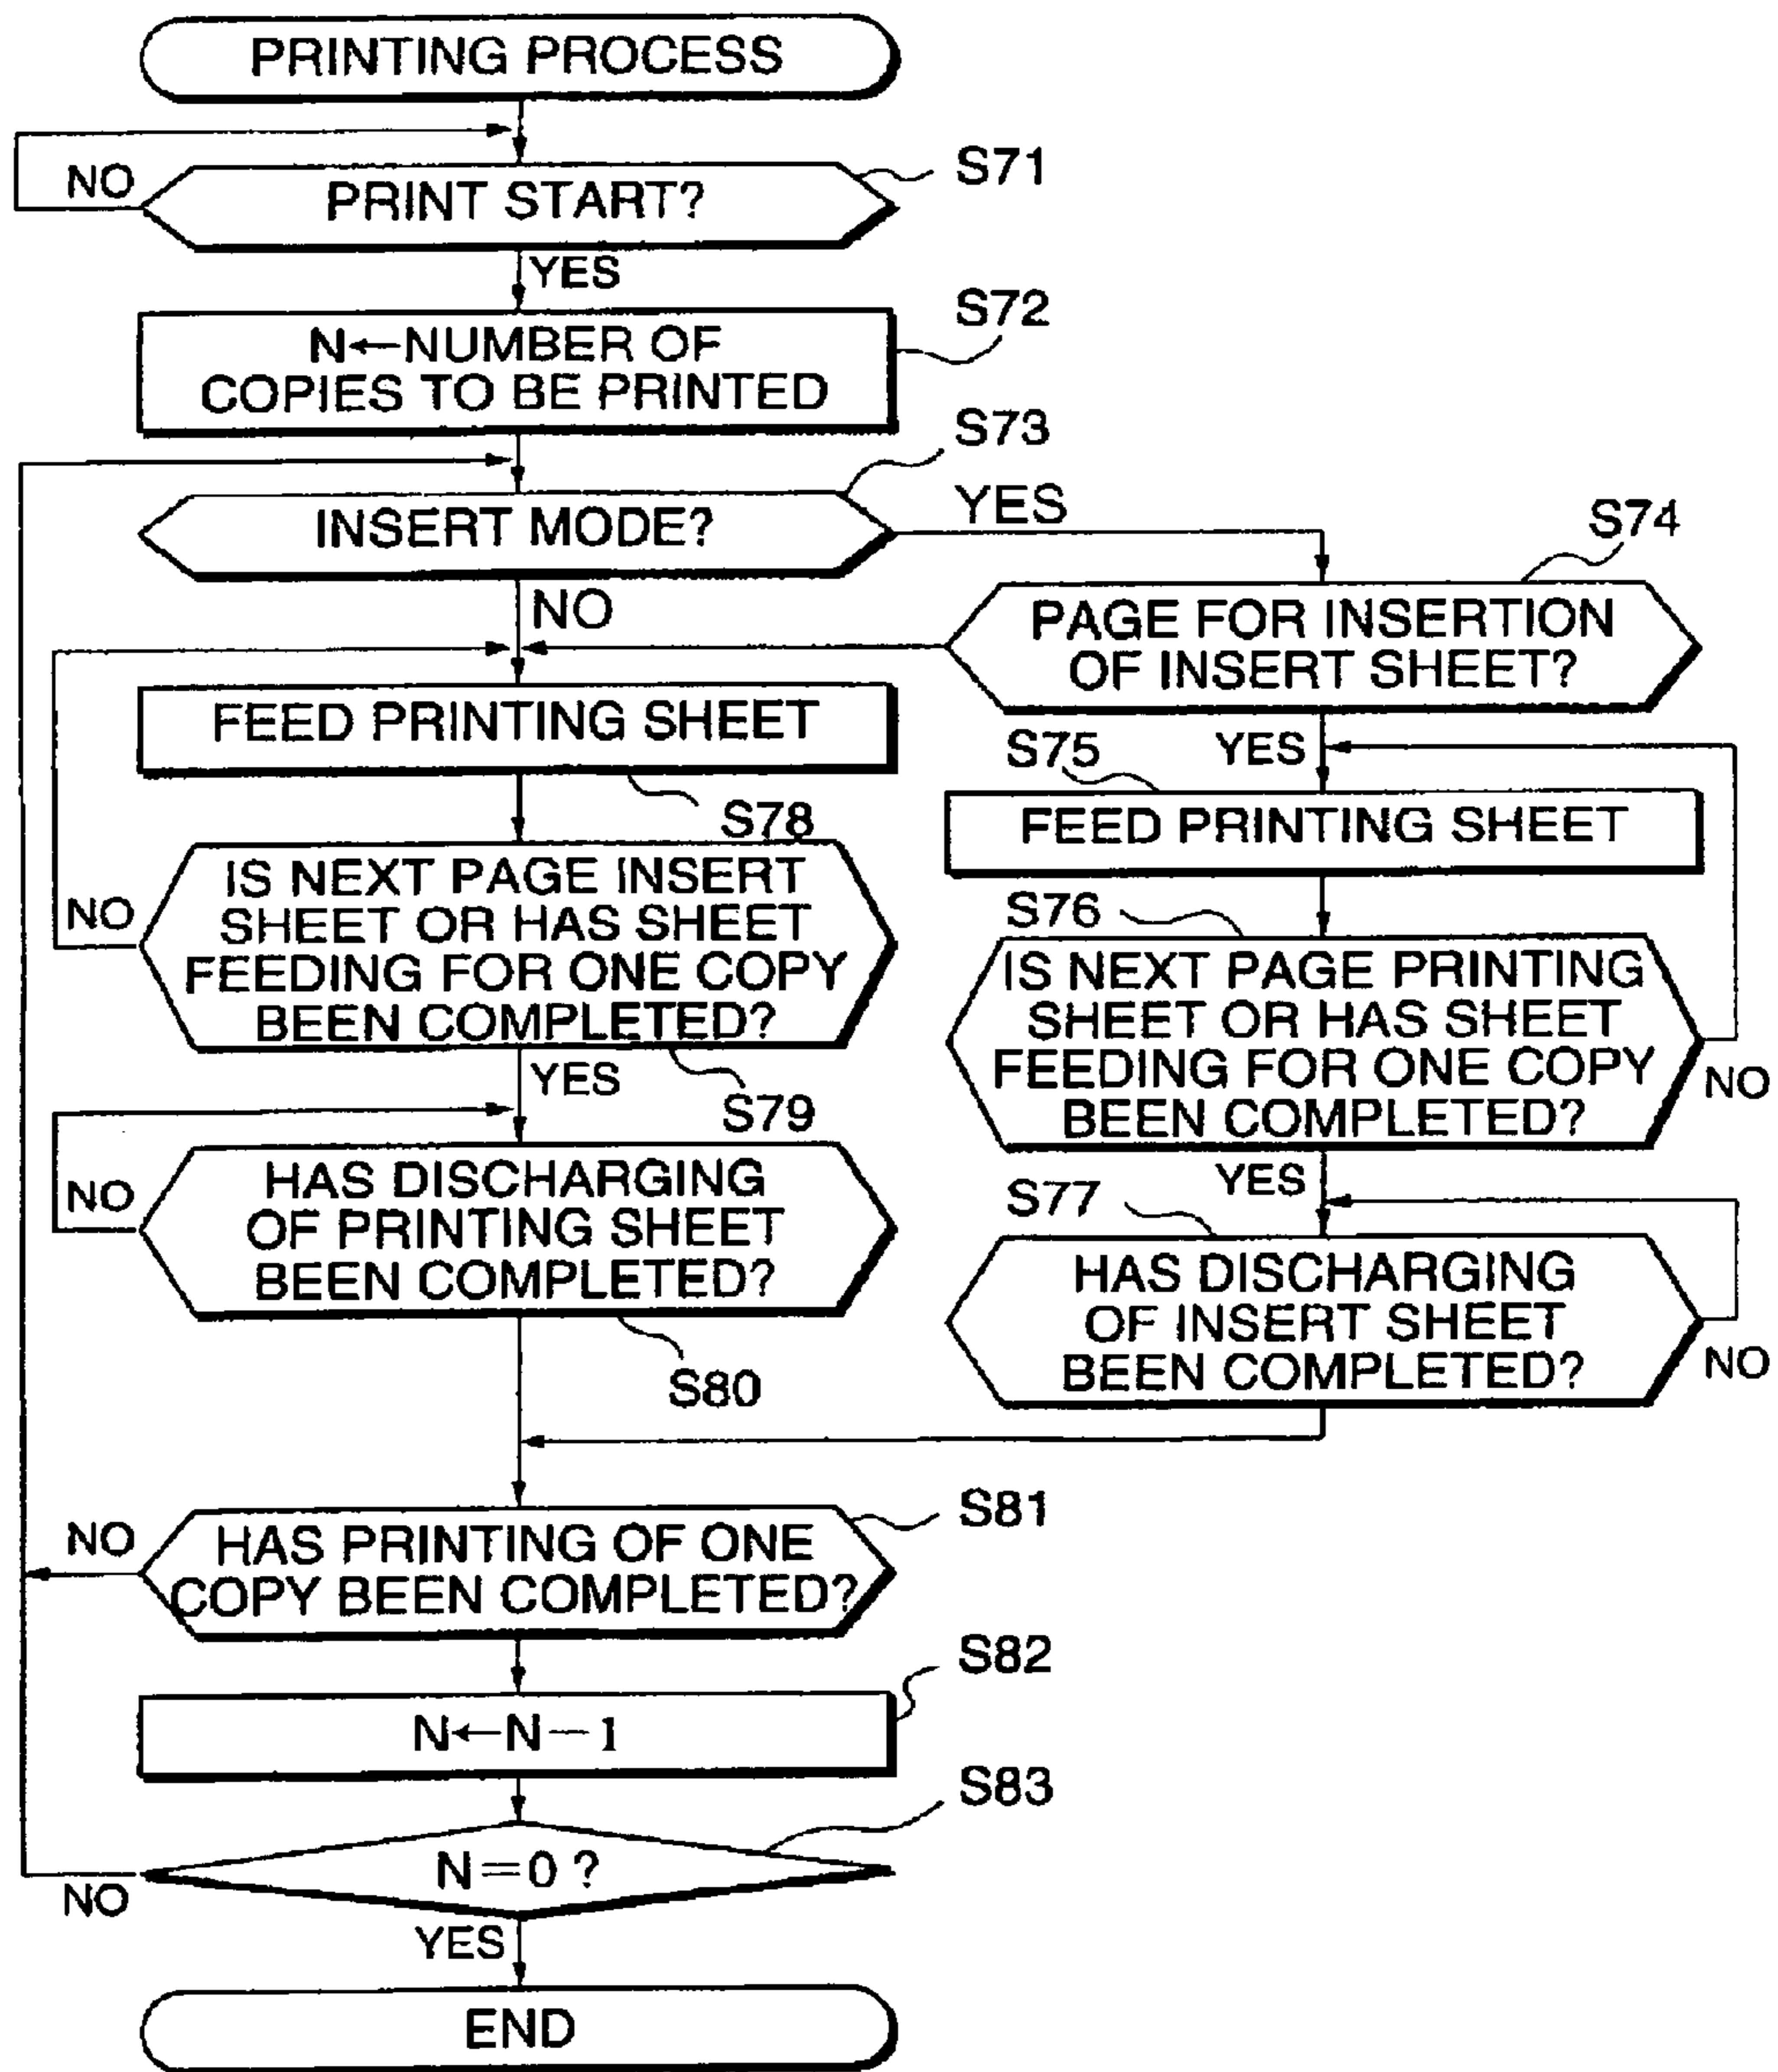 PRINTING PROCESS
NO
PRINT START?
S71
YES
N←NUMBER OF
COPIES TO BE PRINTED
S72
S73
INSERT MODE?
YES
S74
NO
PAGE FOR INSERTION
OF INSERT SHEET?
FEED PRINTING SHEET
S78
YES
S75
FEED PRINTING SHEET
S76
IS NEXT PAGE INSERT
SHEET OR HAS SHEET
FEEDING FOR ONE COPY
BEEN COMPLETED?
NO
YES
S79
IS NEXT PAGE PRINTING
SHEET OR HAS SHEET
FEEDING FOR ONE COPY
BEEN COMPLETED?
NO
YES
S77
HAS DISCHARGING
OF PRINTING SHEET
BEEN COMPLETED?
NO
S80
HAS DISCHARGING
OF INSERT SHEET
BEEN COMPLETED?
NO
S81
NO
HAS PRINTING OF ONE
COPY BEEN COMPLETED?
S82
N←N−1
S83
N=0 ?
NO
YES
END